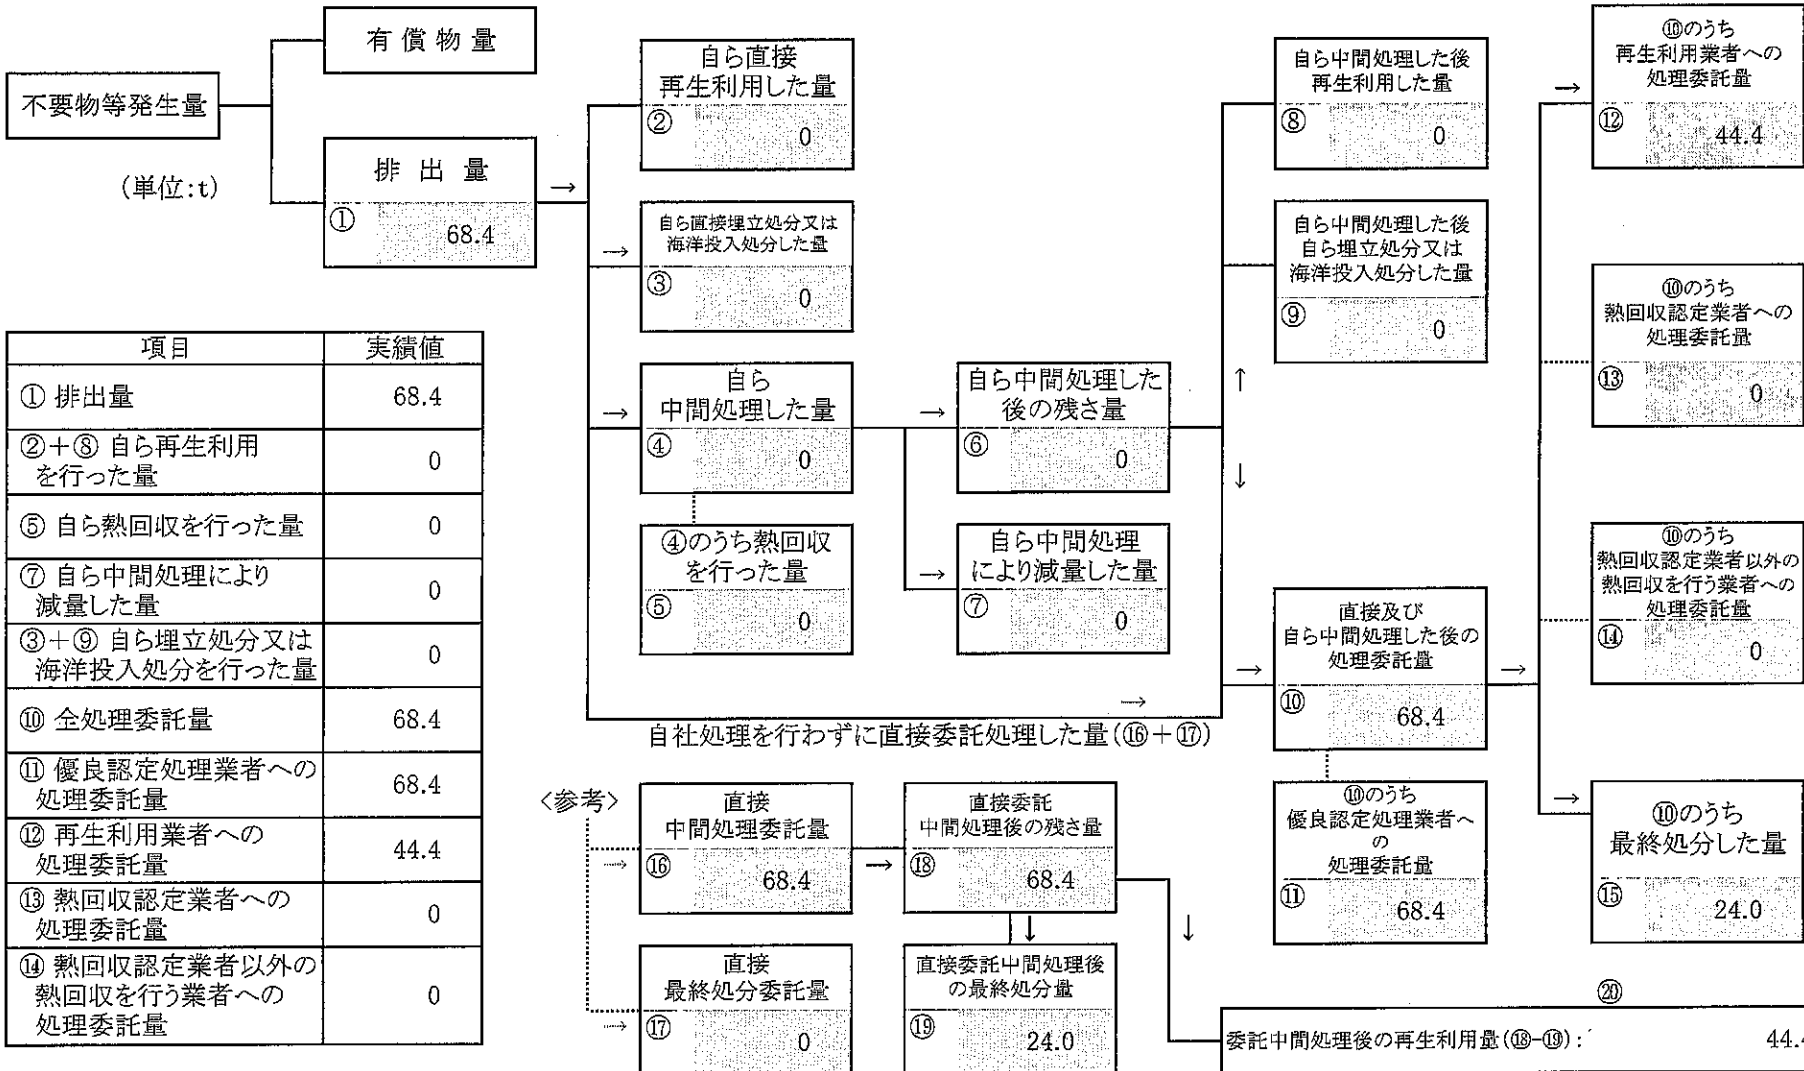 不要物等発生量
(単位:t)
有償物量
排出量
①
68.4
→
自ら直接
再生利用した量
②
0
→
自ら直接埋立処分又は
海洋投入処分した量
③
0
→
自ら
中間処理した量
④
0
④のうち熱回収
を行った量
⑤
0
→
自ら中間処理した
後の残さ量
⑥
0
→
自ら中間処理
により減量した量
⑦
0
自ら中間処理した後
再生利用した量
⑧
0
自ら中間処理した後
自ら埋立処分又は
海洋投入処分した量
⑨
0
↑
↓
→
自社処理を行わずに直接委託処理した量(⑯+⑰)
→
直接及び
自ら中間処理した後の
処理委託量
⑩
68.4
⑩のうち
優良認定処理業者へ
の
処理委託量
⑪
68.4
→
→
⑩のうち
再生利用業者への
処理委託量
⑫
44.4
⑩のうち
熱回収認定業者への
処理委託量
⑬
0
⑩のうち
熱回収認定業者以外の
熱回収を行う業者への
処理委託量
⑭
0
→
⑩のうち
最終処分した量
⑮
24.0
項目 実績値
① 排出量 68.4
②+⑧ 自ら再生利用
を行った量 0
⑤ 自ら熱回収を行った量 0
⑦ 自ら中間処理により
減量した量 0
③+⑨ 自ら埋立処分又は
海洋投入処分を行った量 0
⑩ 全処理委託量 68.4
⑪ 優良認定処理業者への
処理委託量 68.4
⑫ 再生利用業者への
処理委託量 44.4
⑬ 熱回収認定業者への
処理委託量 0
⑭ 熱回収認定業者以外の
熱回収を行う業者への
処理委託量 0
<参考>
→
直接
中間処理委託量
⑯
68.4
→
直接委託
中間処理後の残さ量
⑱
68.4
→
直接
最終処分委託量
⑰
0
↓
直接委託中間処理後
の最終処分量
⑲
24.0
↓
⑳
委託中間処理後の再生利用量(⑱-⑲): 44.4